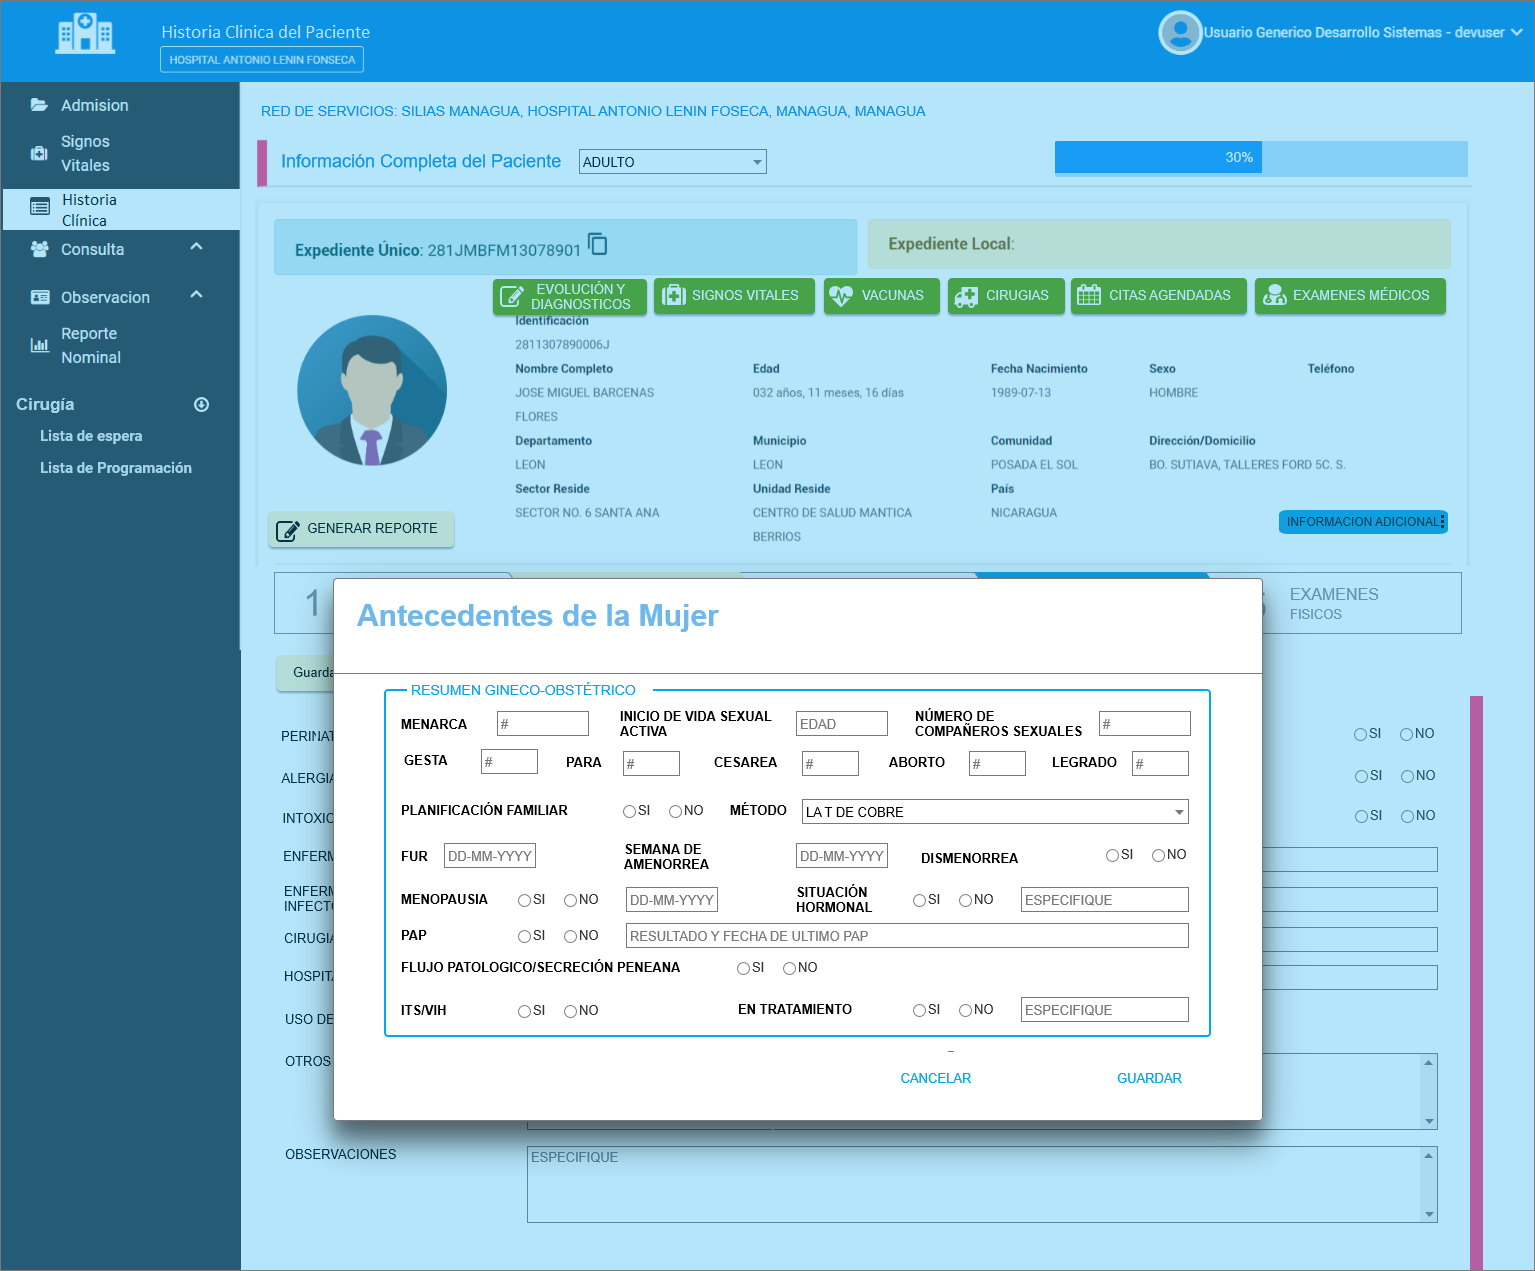 Historia Clinica del Paciente
HOSPITAL ANTONIO LENIN FONSECA
Usuario Generico Desarrollo Sistemas - devuser
Admision
Signos
Vitales
Historia
Clínica
Consulta
Observacion
Reporte
Nominal
Cirugía
Lista de espera
Lista de Programación
RED DE SERVICIOS: SILIAS MANAGUA, HOSPITAL ANTONIO LENIN FOSECA, MANAGUA, MANAGUA
Información Completa del Paciente
ADULTO
30%
Expediente Único: 281JMBFM13078901
Expediente Local:
EVOLUCIÓN Y
DIAGNOSTICOS
SIGNOS VITALES
VACUNAS
CIRUGIAS
CITAS AGENDADAS
EXAMENES MÉDICOS
Identificación
2811307890006J
Nombre Completo Edad Fecha Nacimiento Sexo Teléfono
JOSE MIGUEL BARCENAS 032 años, 11 meses, 16 días 1989-07-13 HOMBRE
FLORES
Departamento Municipio Comunidad Dirección/Domicilio
LEON LEON POSADA EL SOL BO. SUTIAVA, TALLERES FORD 5C. S.
Sector Reside Unidad Reside País
SECTOR NO. 6 SANTA ANA CENTRO DE SALUD MANTICA NICARAGUA
BERRIOS
GENERAR REPORTE
INFORMACION ADICIONAL
1
EXAMENES
FISICOS
Guarda
Antecedentes de la Mujer
RESUMEN GINECO-OBSTÉTRICO
MENARCA # INICIO DE VIDA SEXUAL
ACTIVA EDAD NÚMERO DE
COMPAÑEROS SEXUALES #
GESTA # PARA # CESAREA # ABORTO # LEGRADO #
PLANIFICACIÓN FAMILIAR SI NO MÉTODO LA T DE COBRE
FUR DD-MM-YYYY SEMANA DE
AMENORREA DD-MM-YYYY DISMENORREA SI NO
MENOPAUSIA SI NO DD-MM-YYYY SITUACIÓN
HORMONAL SI NO ESPECIFIQUE
PAP SI NO RESULTADO Y FECHA DE ULTIMO PAP
FLUJO PATOLOGICO/SECRECIÓN PENEANA SI NO
ITS/VIH SI NO EN TRATAMIENTO SI NO ESPECIFIQUE
CANCELAR GUARDAR
PERINAT SI NO
ALERGIA SI NO
INTOXIC SI NO
ENFERM
ENFERM
INFECTO
CIRUGIA
HOSPIT
USO DE
OTROS
OBSERVACIONES
ESPECIFIQUE